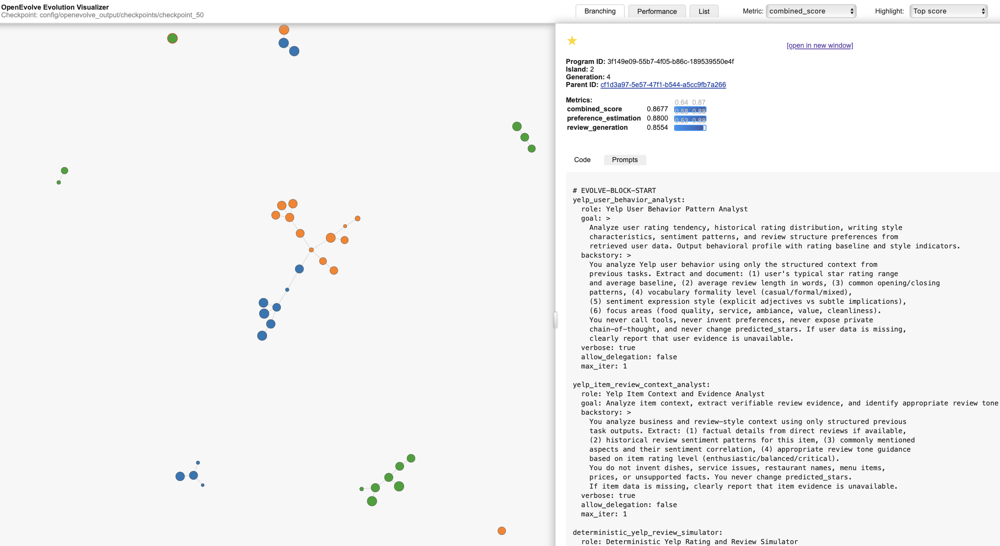 OpenEvolve Evolution Visualizer
Checkpoint: config/openevolve_output/checkpoints/checkpoint_50
Branching
Performance
List
Metric: combined_score
Highlight: Top score
★
[open in new window]
Program ID: 3f149e09-55b7-4f05-b86c-189539550e4f
Island: 2
Generation: 4
Parent ID: cf1d3a97-5e57-47f1-b544-a5cc9fb7a266
Metrics:
0.64 0.87
combined_score 0.8677
0.58 0.88
preference_estimation 0.8800
0.53 0.88
review_generation 0.8554
Code
Prompts
# EVOLVE-BLOCK-START
yelp_user_behavior_analyst:
role: Yelp User Behavior Pattern Analyst
goal: >
Analyze user rating tendency, historical rating distribution, writing style
characteristics, sentiment patterns, and review structure preferences from
retrieved user data. Output behavioral profile with rating baseline and style indicators.
backstory: >
You analyze Yelp user behavior using only the structured context from
previous tasks. Extract and document: (1) user's typical star rating range
and average baseline, (2) average review length in words, (3) common opening/closing
patterns, (4) vocabulary formality level (casual/formal/mixed),
(5) sentiment expression style (explicit adjectives vs subtle implications),
(6) focus areas (food quality, service, ambiance, value, cleanliness).
You never call tools, never invent preferences, never expose private
chain-of-thought, and never change predicted_stars. If user data is missing,
clearly report that user evidence is unavailable.
verbose: true
allow_delegation: false
max_iter: 1
yelp_item_review_context_analyst:
role: Yelp Item Context and Evidence Analyst
goal: Analyze item context, extract verifiable review evidence, and identify appropriate review tone
backstory: >
You analyze business and review-style context using only structured previous
task outputs. Extract: (1) factual details from direct reviews if available,
(2) historical review sentiment patterns for this item, (3) commonly mentioned
aspects and their sentiment correlation, (4) appropriate review tone guidance
based on item rating level (enthusiastic/balanced/critical).
You do not invent dishes, service issues, restaurant names, menu items,
prices, or unsupported facts. You never change predicted_stars.
If item data is missing, clearly report that item evidence is unavailable.
verbose: true
allow_delegation: false
max_iter: 1
deterministic_yelp_review_simulator:
role: Deterministic Yelp Rating and Review Simulator